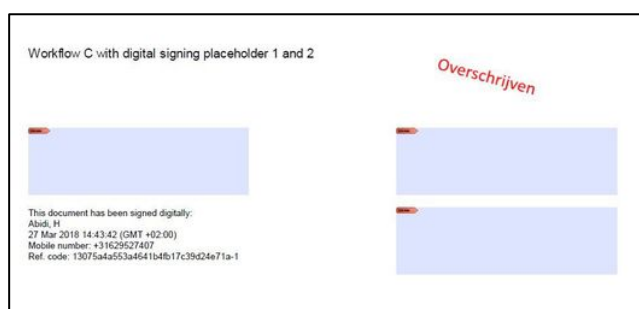 Workflow C with digital signing placeholder 1 and 2
Overschrijven
This document has been signed digitally:
Abidi, H
27 Mar 2018 14:43:42 (GMT +02:00)
Mobile number: +31629527407
Ref. code: 13075a4a553a4641b4fb17c39d24e71a-1